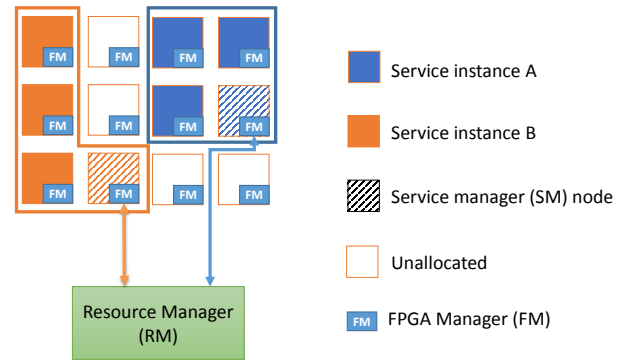 FM FM FM FM
FM FM FM FM
FM FM FM FM
Resource Manager
(RM)
Service instance A
Service instance B
Service manager (SM) node
Unallocated
FM FPGA Manager (FM)